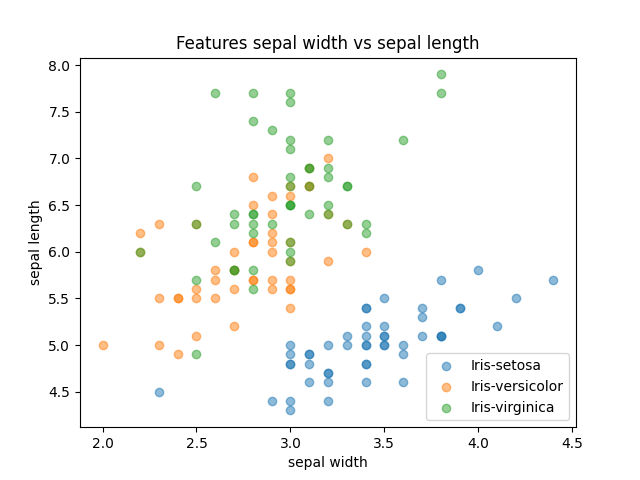 Features sepal width vs sepal length
8.0
7.5
7.0
6.5
6.0
5.5
5.0
4.5
sepal length
Iris-setosa
Iris-versicolor
Iris-virginica
2.0 2.5 3.0 3.5 4.0 4.5
sepal width